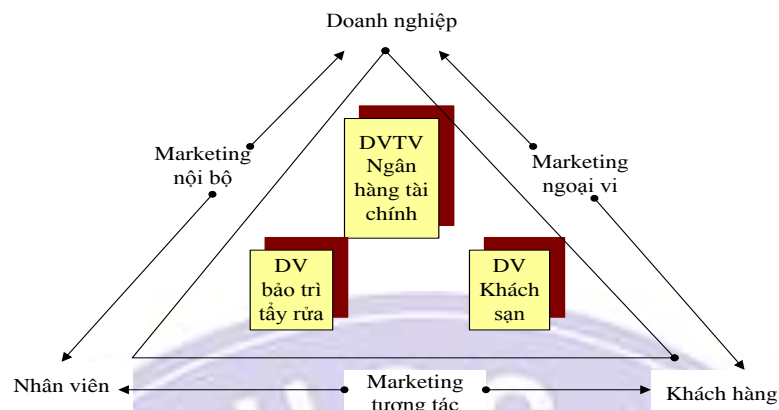 Doanh nghiệp
Marketing
nội bộ
DVTV
Ngân
hàng tài
chính
Marketing
ngoại vi
DV
bảo trì
tẩy rửa
DV
Khách
sạn
Nhân viên
Marketing
tương tác
Khách hàng